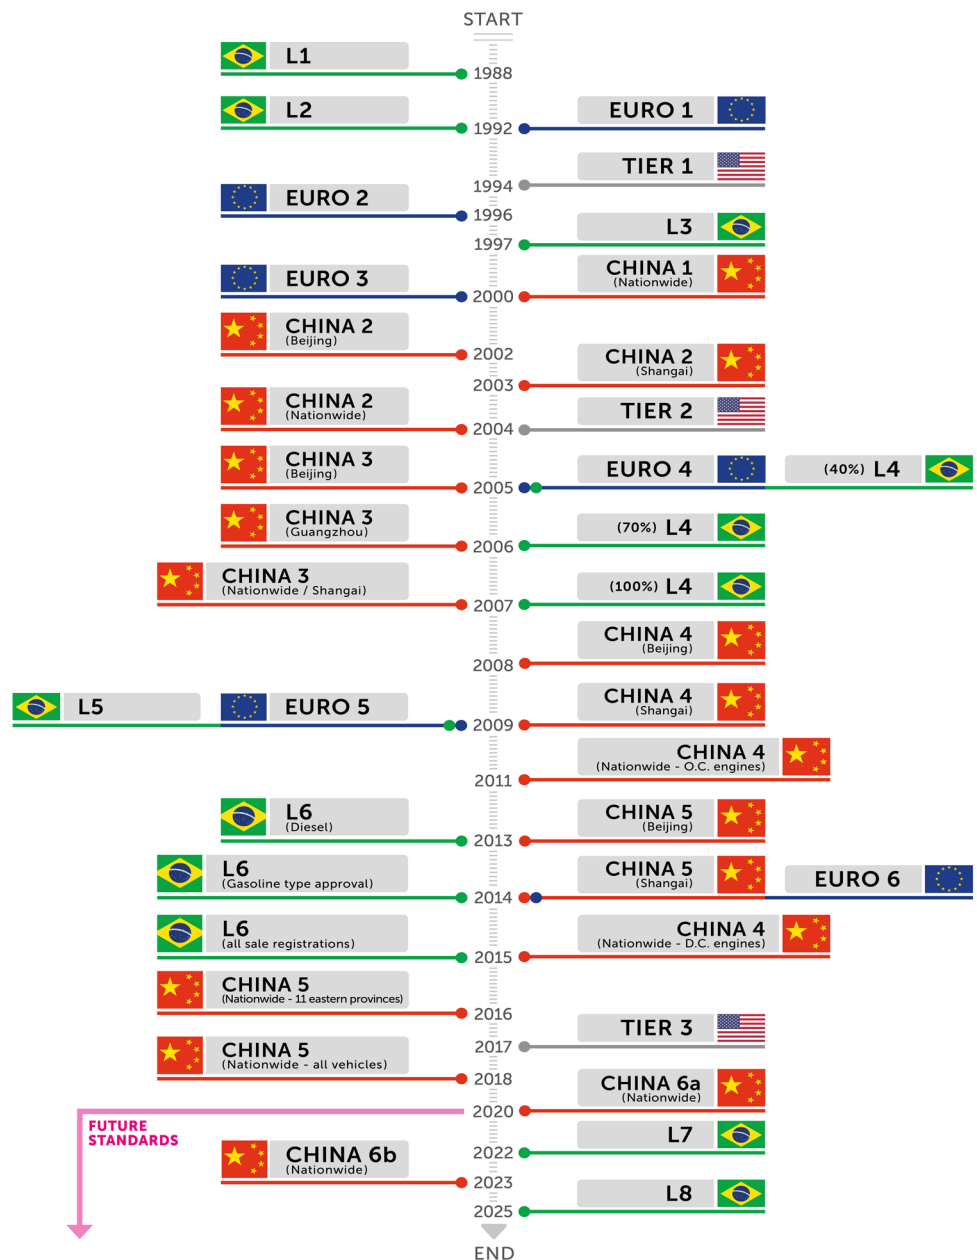 START
L1
1988
L2
EURO 1
1992
TIER 1
1994
EURO 2
1996
L3
1997
CHINA 1
(Nationwide)
EURO 3
2000
CHINA 2
(Beijing)
2002
CHINA 2
(Shangai)
2003
CHINA 2
(Nationwide)
TIER 2
2004
CHINA 3
(Beijing)
EURO 4
(40%) L4
2005
CHINA 3
(Guangzhou)
(70%) L4
2006
CHINA 3
(Nationwide / Shangai)
(100%) L4
2007
CHINA 4
(Beijing)
2008
L5
EURO 5
CHINA 4
(Shangai)
2009
CHINA 4
(Nationwide - O.C. engines)
2011
L6
(Diesel)
CHINA 5
(Beijing)
2013
L6
(Gasoline type approval)
CHINA 5
(Shangai)
EURO 6
2014
L6
(all sale registrations)
CHINA 4
(Nationwide - D.C. engines)
2015
CHINA 5
(Nationwide - 11 eastern provinces)
2016
TIER 3
2017
CHINA 5
(Nationwide - all vehicles)
2018
CHINA 6a
(Nationwide)
2020
FUTURE
STANDARDS
L7
2022
CHINA 6b
(Nationwide)
2023
L8
2025
END